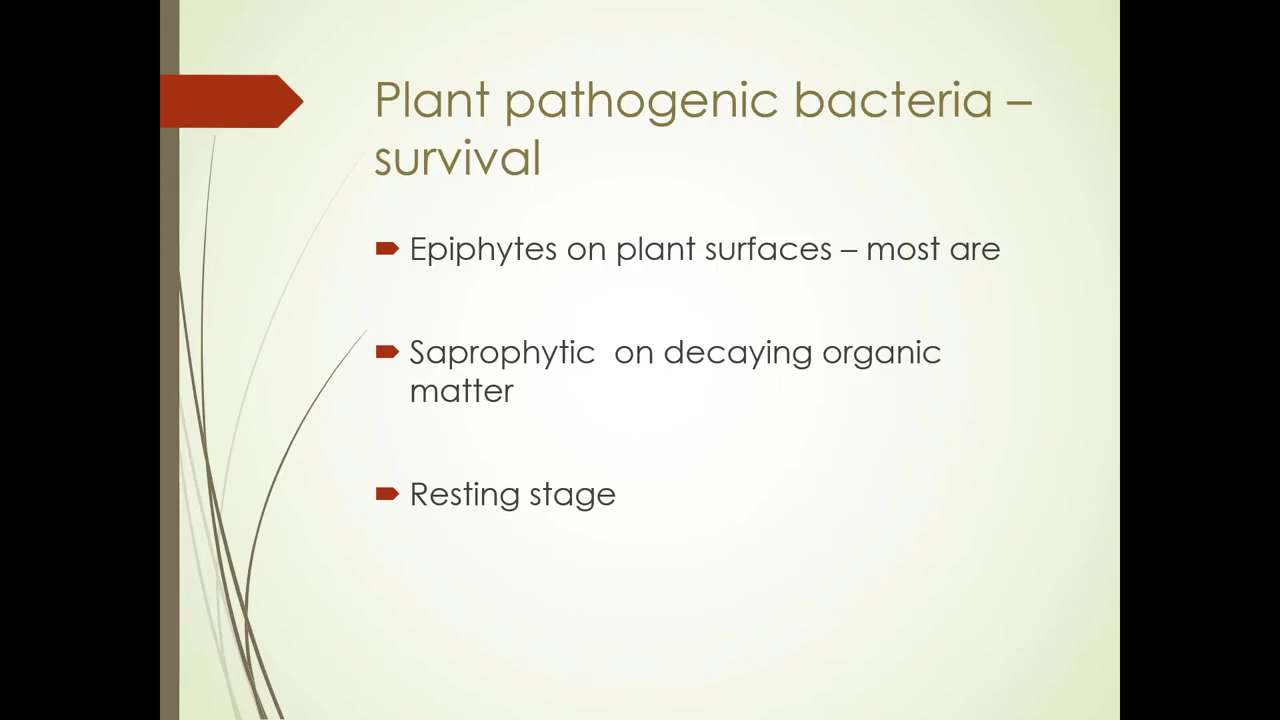 Plant pathogenic bacteria –
survival
Epiphytes on plant surfaces – most are
Saprophytic  on decaying organic
matter
Resting stage